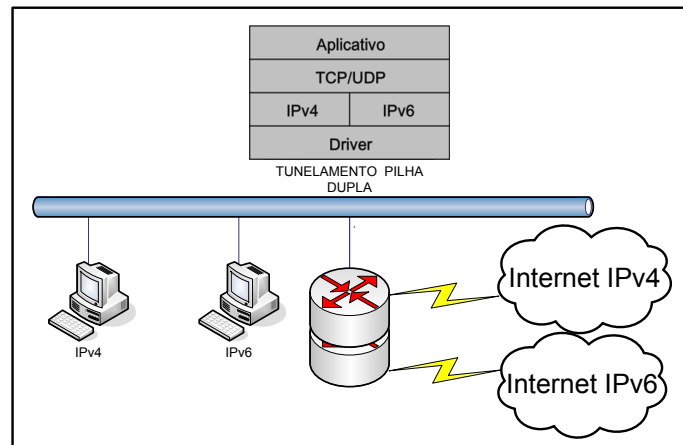 Aplicativo
TCP/UDP
IPv4 IPv6
Driver
TUNELAMENTO PILHA
DUPLA
IPv4
IPv6
Internet IPv4
Internet IPv6